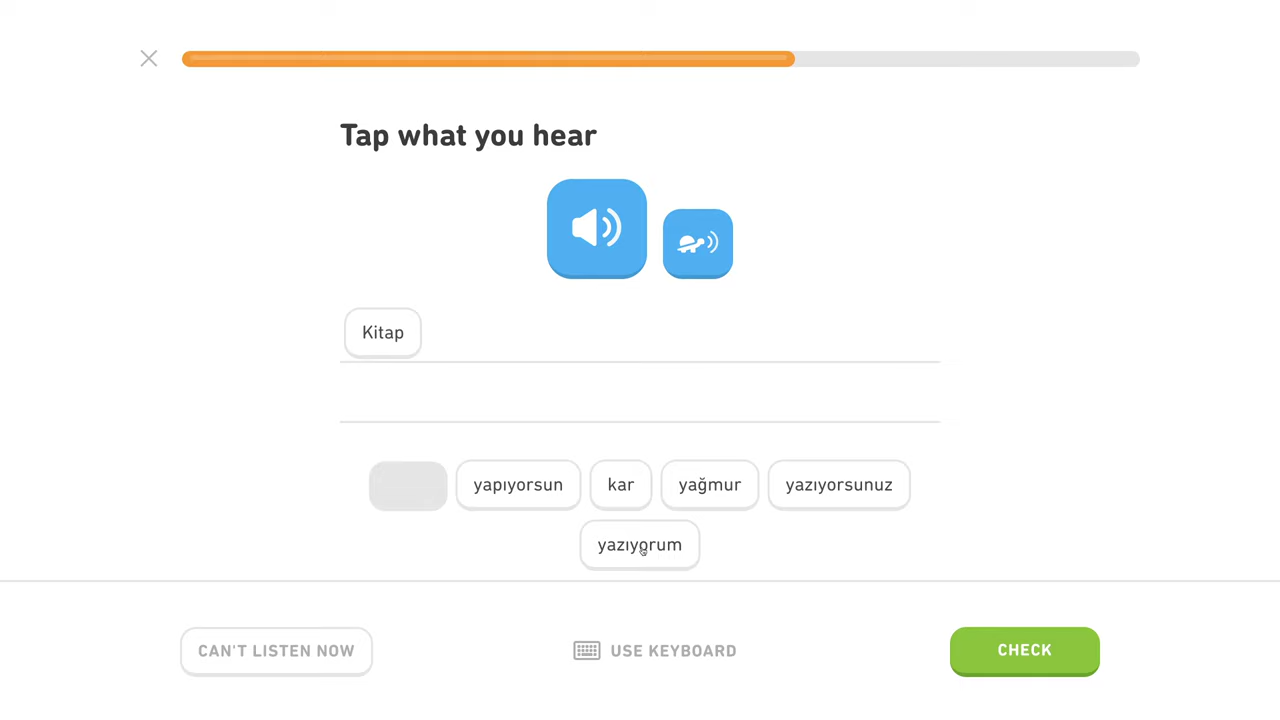 Tap what you hear
Kitap
yapıyorsun kar yağmur yazıyorsunuz
yazıyorum
CAN'T LISTEN NOW USE KEYBOARD CHECK